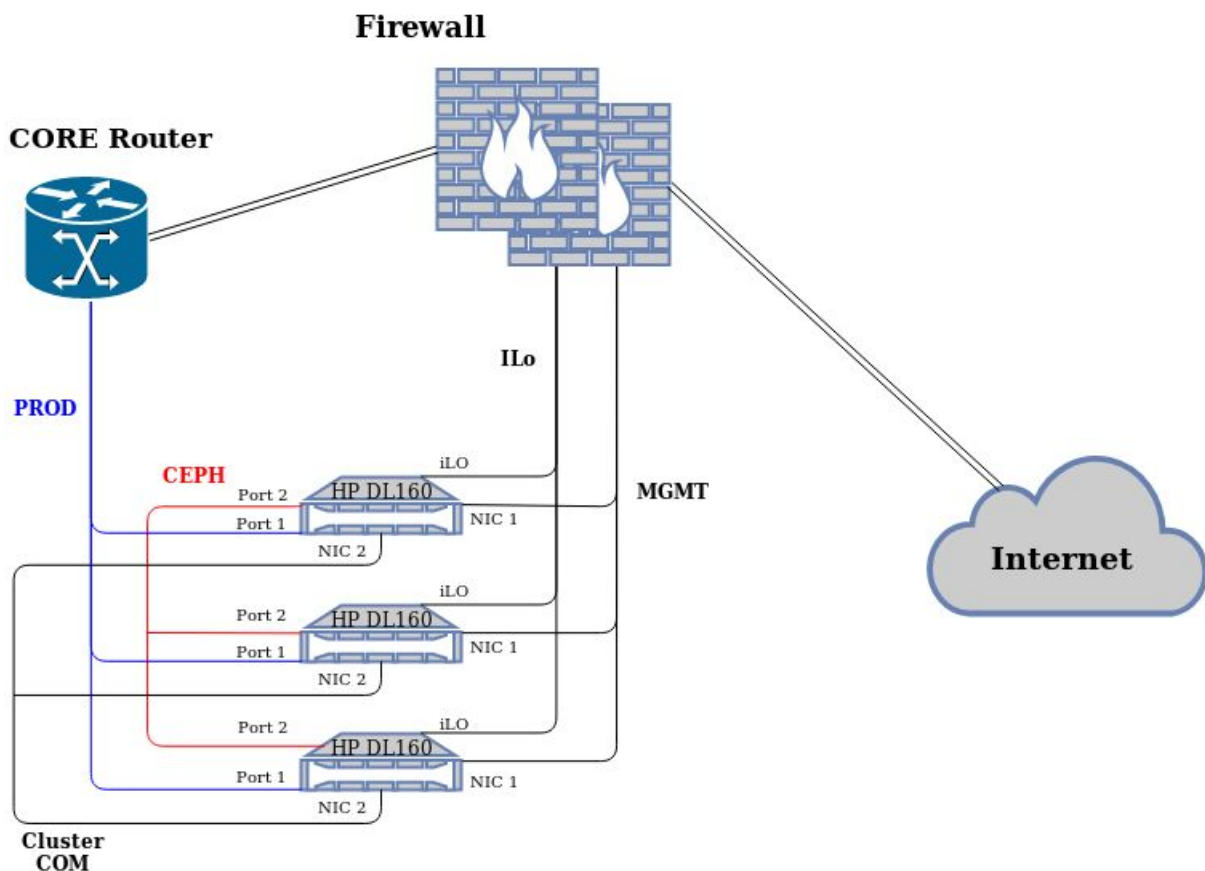 Firewall
CORE Router
ILo
PROD
CEPH
MGMT
iLO
HP DL160
Port 2
Port 1
NIC 1
NIC 2
Internet
iLO
HP DL160
Port 2
Port 1
NIC 1
NIC 2
iLO
HP DL160
Port 2
Port 1
NIC 1
NIC 2
Cluster
COM